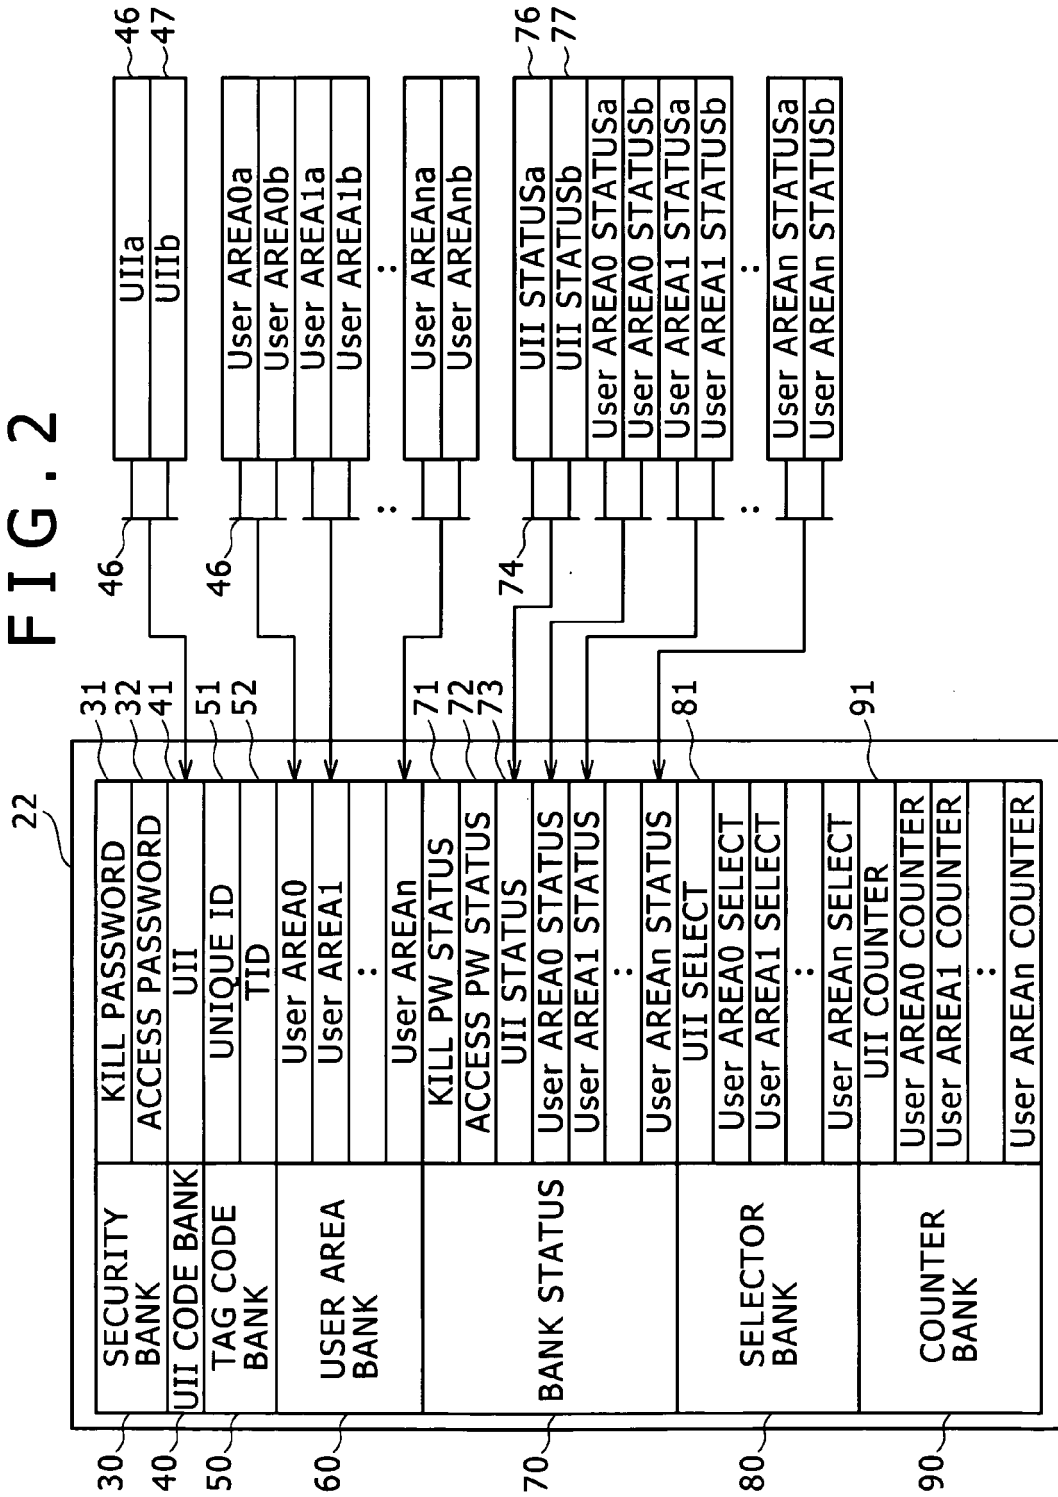 FIG.2
22
30
SECURITY BANK
KILL PASSWORD
31
ACCESS PASSWORD
32
40
UII CODE BANK
UII
41
50
TAG CODE BANK
UNIQUE ID
51
TID
52
60
USER AREA BANK
User AREA0
User AREA1
:
User AREAn
70
BANK STATUS
KILL PW STATUS
71
ACCESS PW STATUS
72
UII STATUS
73
User AREA0 STATUS
User AREA1 STATUS
:
User AREAn STATUS
80
SELECTOR BANK
UII SELECT
81
User AREA0 SELECT
User AREA1 SELECT
:
User AREAn SELECT
90
COUNTER BANK
UII COUNTER
91
User AREA0 COUNTER
User AREA1 COUNTER
:
User AREAn COUNTER
46
UIIa
46
UIIb
47
46
User AREA0a
User AREA0b
User AREA1a
User AREA1b
:
:
User AREAna
User AREAnb
74
UII STATUSa
76
UII STATUSb
77
User AREA0 STATUSa
User AREA0 STATUSb
User AREA1 STATUSa
User AREA1 STATUSb
:
:
User AREAn STATUSa
User AREAn STATUSb